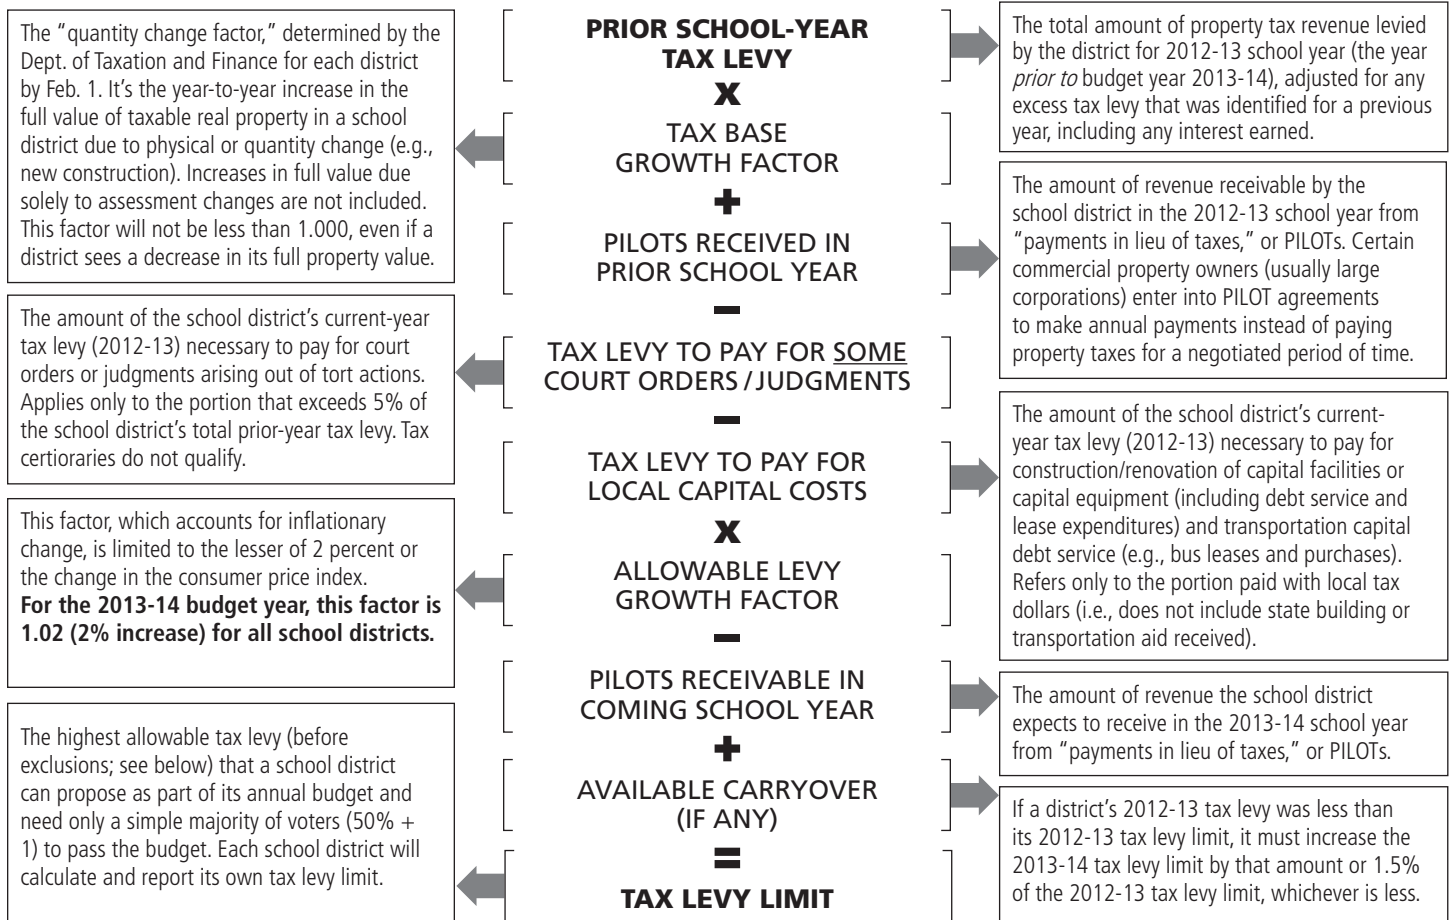 PRIOR SCHOOL-YEAR
TAX LEVY
The total amount of property tax revenue levied
by the district for 2012-13 school year (the year
prior to budget year 2013-14), adjusted for any
excess tax levy that was identified for a previous
year, including any interest earned.
x
The “quantity change factor,” determined by the
Dept. of Taxation and Finance for each district
by Feb. 1. It’s the year-to-year increase in the
full value of taxable real property in a school
district due to physical or quantity change (e.g.,
new construction). Increases in full value due
solely to assessment changes are not included.
This factor will not be less than 1.000, even if a
district sees a decrease in its full property value.
TAX BASE
GROWTH FACTOR
+
PILOTS RECEIVED IN
PRIOR SCHOOL YEAR
The amount of revenue receivable by the
school district in the 2012-13 school year from
“payments in lieu of taxes,” or PILOTs. Certain
commercial property owners (usually large
corporations) enter into PILOT agreements
to make annual payments instead of paying
property taxes for a negotiated period of time.
–
The amount of the school district’s current-year
tax levy (2012-13) necessary to pay for court
orders or judgments arising out of tort actions.
Applies only to the portion that exceeds 5% of
the school district’s total prior-year tax levy. Tax
certioraries do not qualify.
TAX LEVY TO PAY FOR SOME
COURT ORDERS/JUDGMENTS
–
TAX LEVY TO PAY FOR
LOCAL CAPITAL COSTS
The amount of the school district’s current-
year tax levy (2012-13) necessary to pay for
construction/renovation of capital facilities or
capital equipment (including debt service and
lease expenditures) and transportation capital
debt service (e.g., bus leases and purchases).
Refers only to the portion paid with local tax
dollars (i.e., does not include state building or
transportation aid received).
x
This factor, which accounts for inflationary
change, is limited to the lesser of 2 percent or
the change in the consumer price index.
For the 2013-14 budget year, this factor is
1.02 (2% increase) for all school districts.
ALLOWABLE LEVY
GROWTH FACTOR
–
PILOTS RECEIVABLE IN
COMING SCHOOL YEAR
The amount of revenue the school district
expects to receive in the 2013-14 school year
from “payments in lieu of taxes,” or PILOTs.
+
AVAILABLE CARRYOVER
(IF ANY)
If a district’s 2012-13 tax levy was less than
its 2012-13 tax levy limit, it must increase the
2013-14 tax levy limit by that amount or 1.5%
of the 2012-13 tax levy limit, whichever is less.
=
The highest allowable tax levy (before
exclusions; see below) that a school district
can propose as part of its annual budget and
need only a simple majority of voters (50% +
1) to pass the budget. Each school district will
calculate and report its own tax levy limit.
TAX LEVY LIMIT